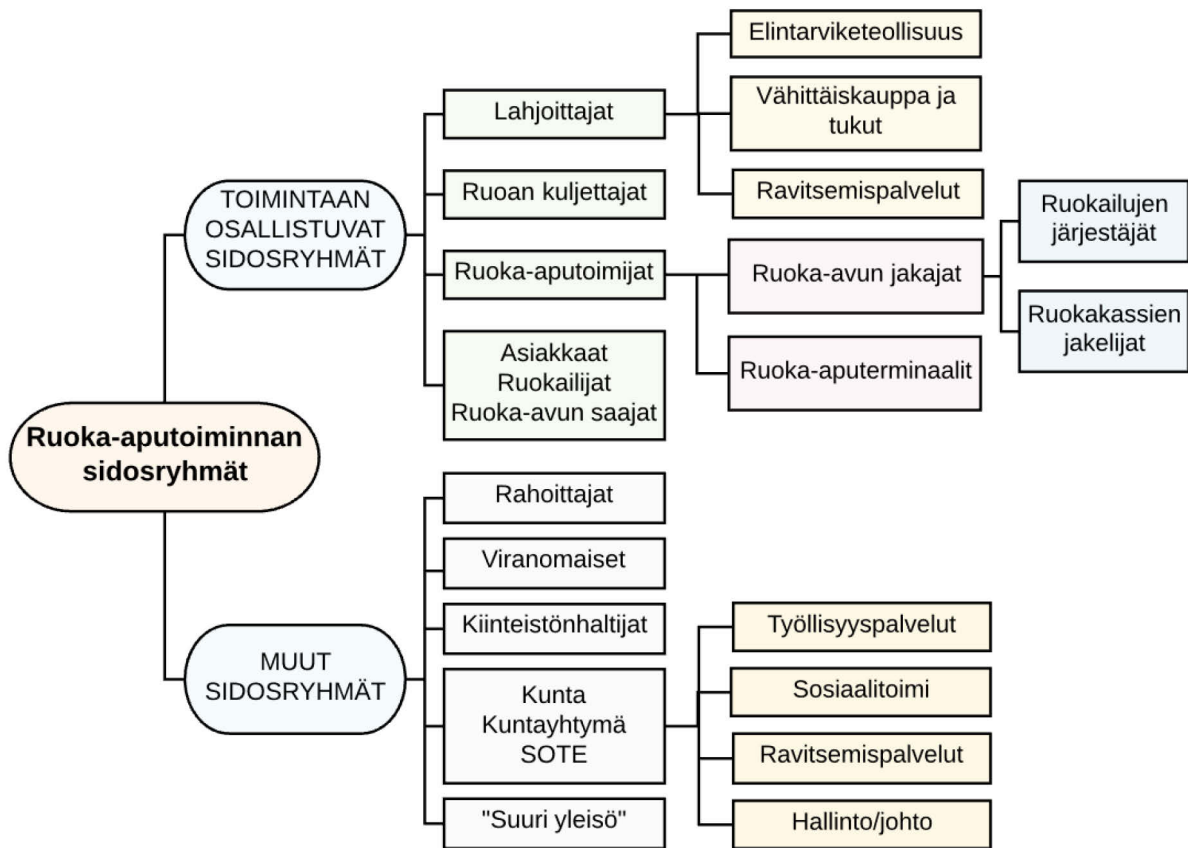 Ruoka-aputoiminnan
sidosryhmät
TOIMINTAAN
OSALLISTUVAT
SIDOSRYHMÄT
Lahjoittajat
Elintarviketeollisuus
Vähittäiskauppa ja
tukut
Ravitsemispalvelut
Ruoan kuljettajat
Ruoka-aputoimijat
Ruoka-avun jakajat
Ruokailujen
järjestäjät
Ruokakassien
jakelijat
Ruoka-aputerminaalit
Asiakkaat
Ruokailijat
Ruoka-avun saajat
MUUT
SIDOSRYHMÄT
Rahoittajat
Viranomaiset
Kiinteistönhaltijat
Kunta
Kuntayhtymä
SOTE
Työllisyyspalvelut
Sosiaalitoimi
Ravitsemispalvelut
Hallinto/johto
"Suuri yleisö"